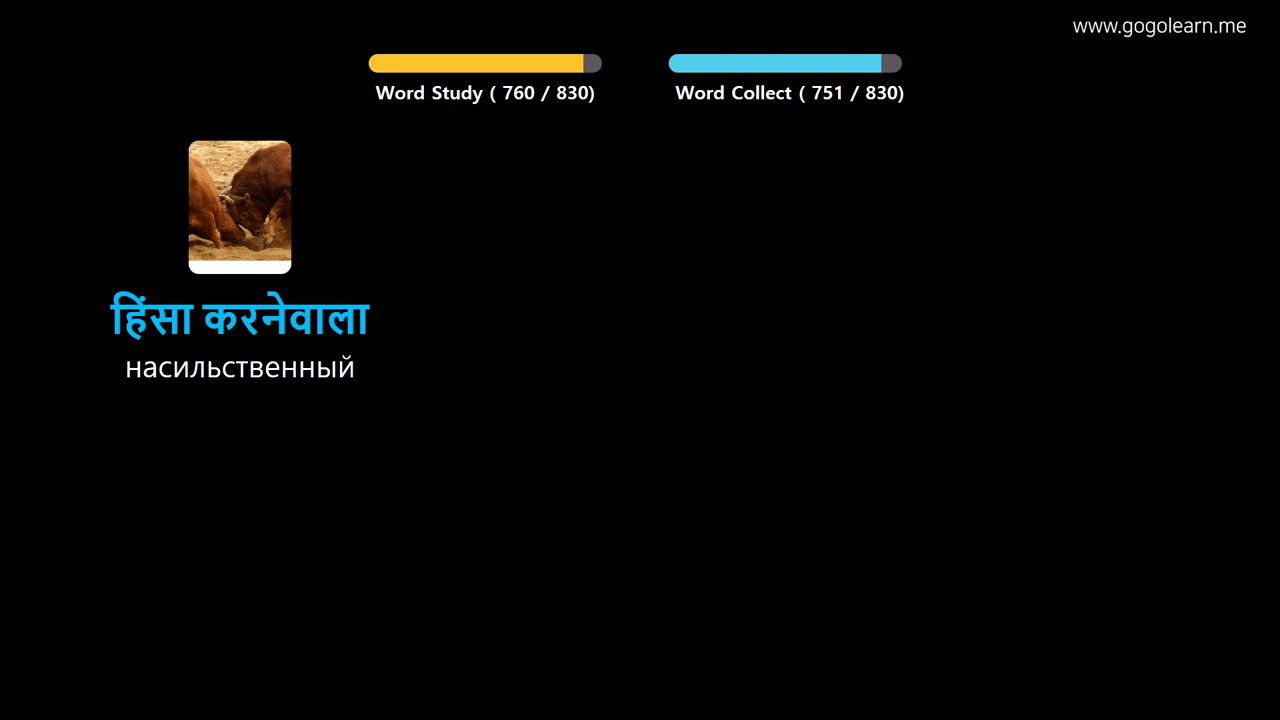 www.gogolearn.me
Word Study ( 760 / 830)
Word Collect ( 751 / 830)
हिंसा करनेवाला
насильственный